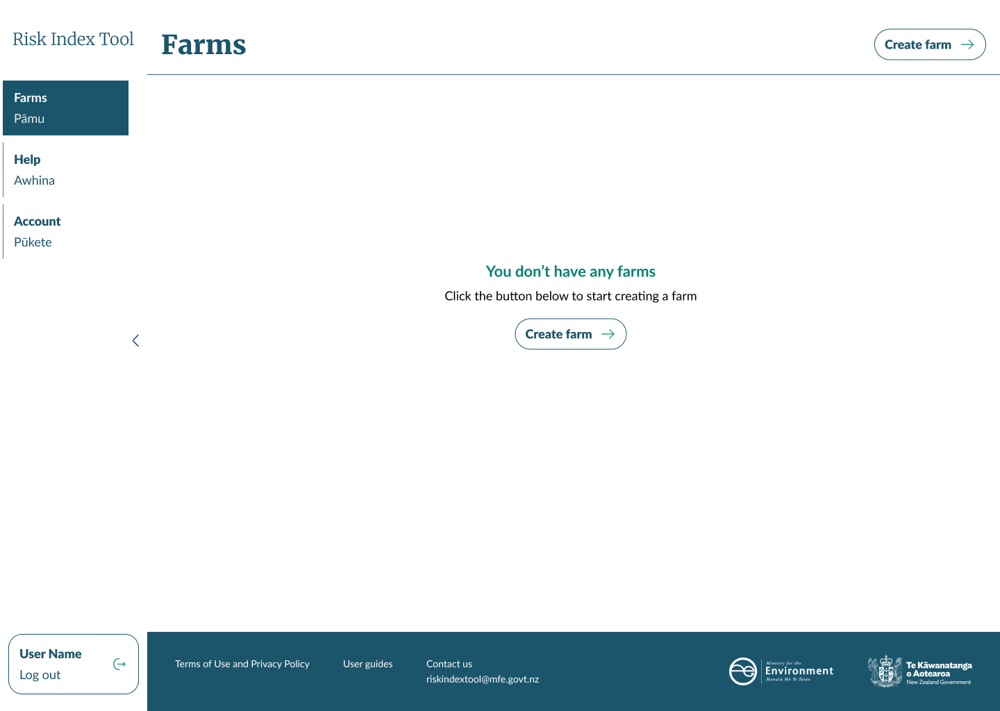 Risk Index Tool
Farms
Create farm
Farms
Pāmu
Help
Awhina
Account
Pūkete
You don’t have any farms
Click the button below to start creating a farm
Create farm
User Name
Log out
Terms of Use and Privacy Policy
User guides
Contact us
riskindextool@mfe.govt.nz
Ministry for the
Environment
Manatū Mō Te Taiao
Te Kāwanatanga
o Aotearoa
New Zealand Government